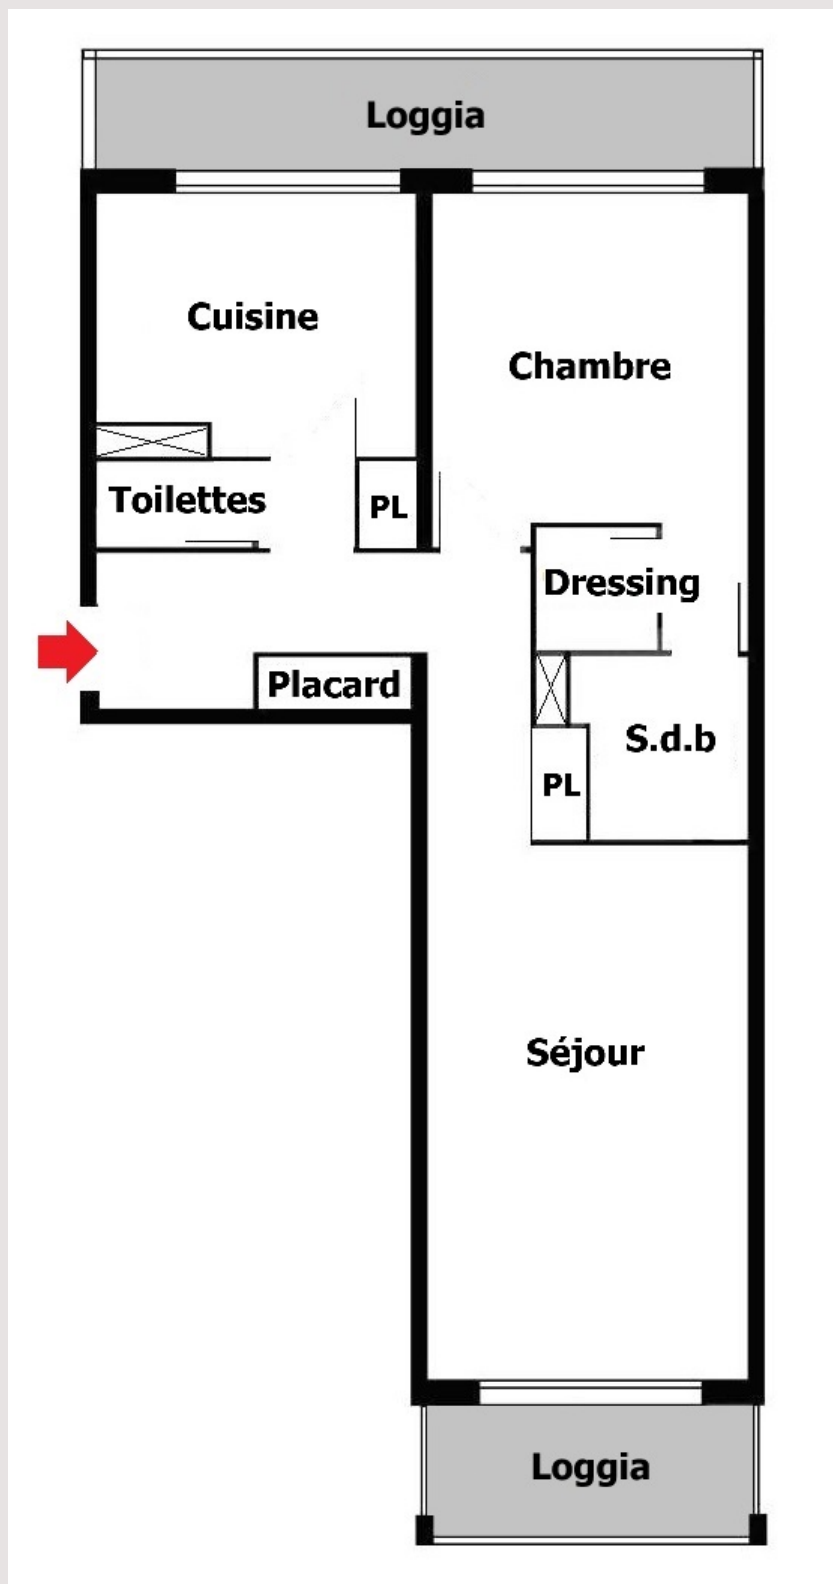 Loggia
Cuisine
Chambre
Toilettes
PL
Dressing
Placard
S.d.b
PL
Séjour
Loggia